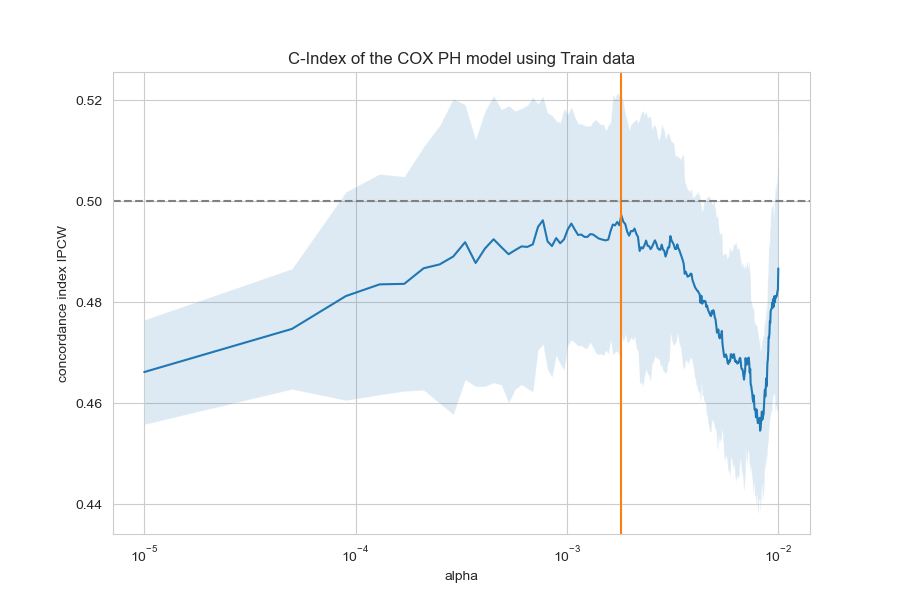 C-Index of the COX PH model using Train data
concordance index IPCW
0.52
0.50
0.48
0.46
0.44
10⁻⁵ 10⁻⁴ 10⁻³ 10⁻²
alpha